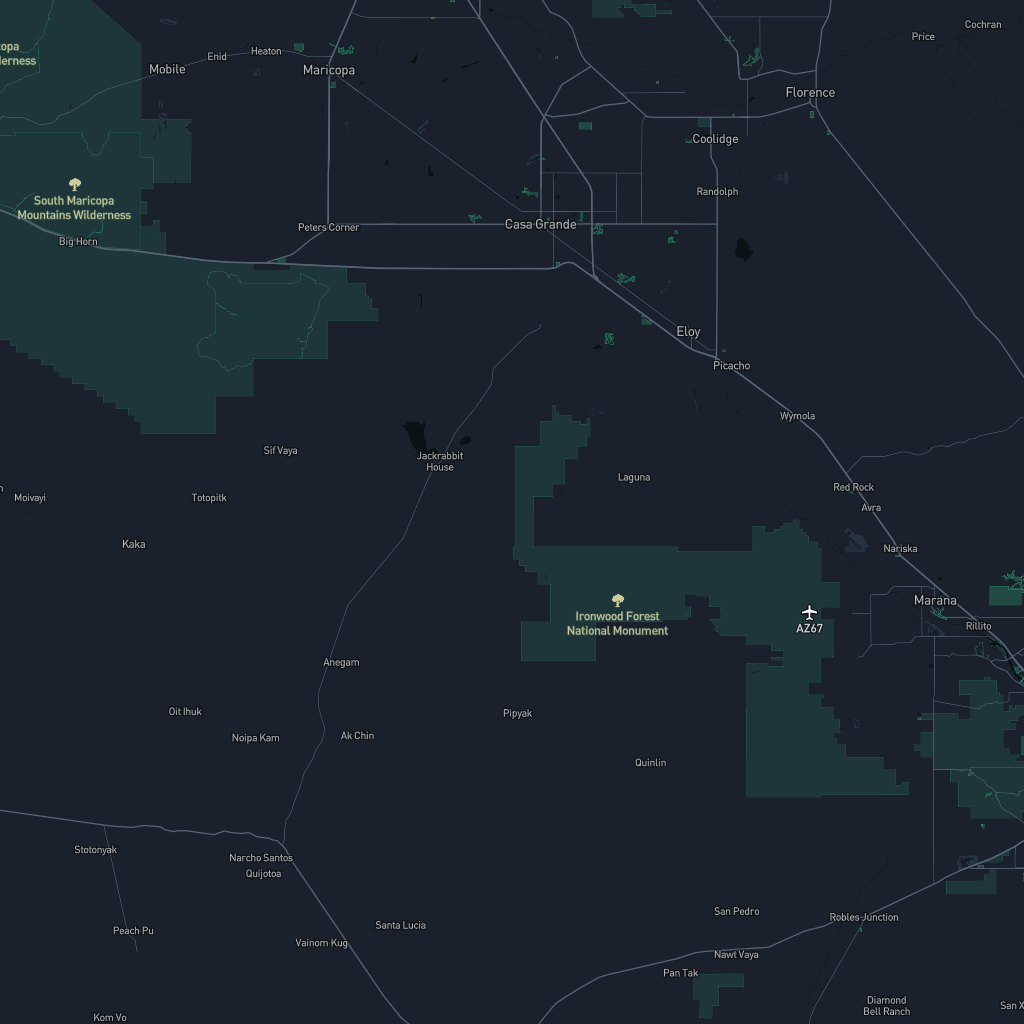 Cochran
Price
copa
lerness
Enid
Heaton
Mobile
Maricopa
Florence
Coolidge
South Maricopa
Mountains Wilderness
Randolph
Peters Corner
Casa Grande
Big Horn
Eloy
Picacho
Wymola
Sif Vaya
Jackrabbit
House
Laguna
Red Rock
Moivayi
Totopitk
Avra
Kaka
Nariska
Marana
Ironwood Forest
National Monument
AZ67
Rillito
Anegam
Oit Ihuk
Pipyak
Noipa Kam
Ak Chin
Quinlin
Stotonyak
Narcho Santos
Quijotoa
San Pedro
Robles Junction
Peach Pu
Santa Lucia
Vainom Kug
Nawt Vaya
Pan Tak
Diamond
Bell Ranch
San X
Kom Vo